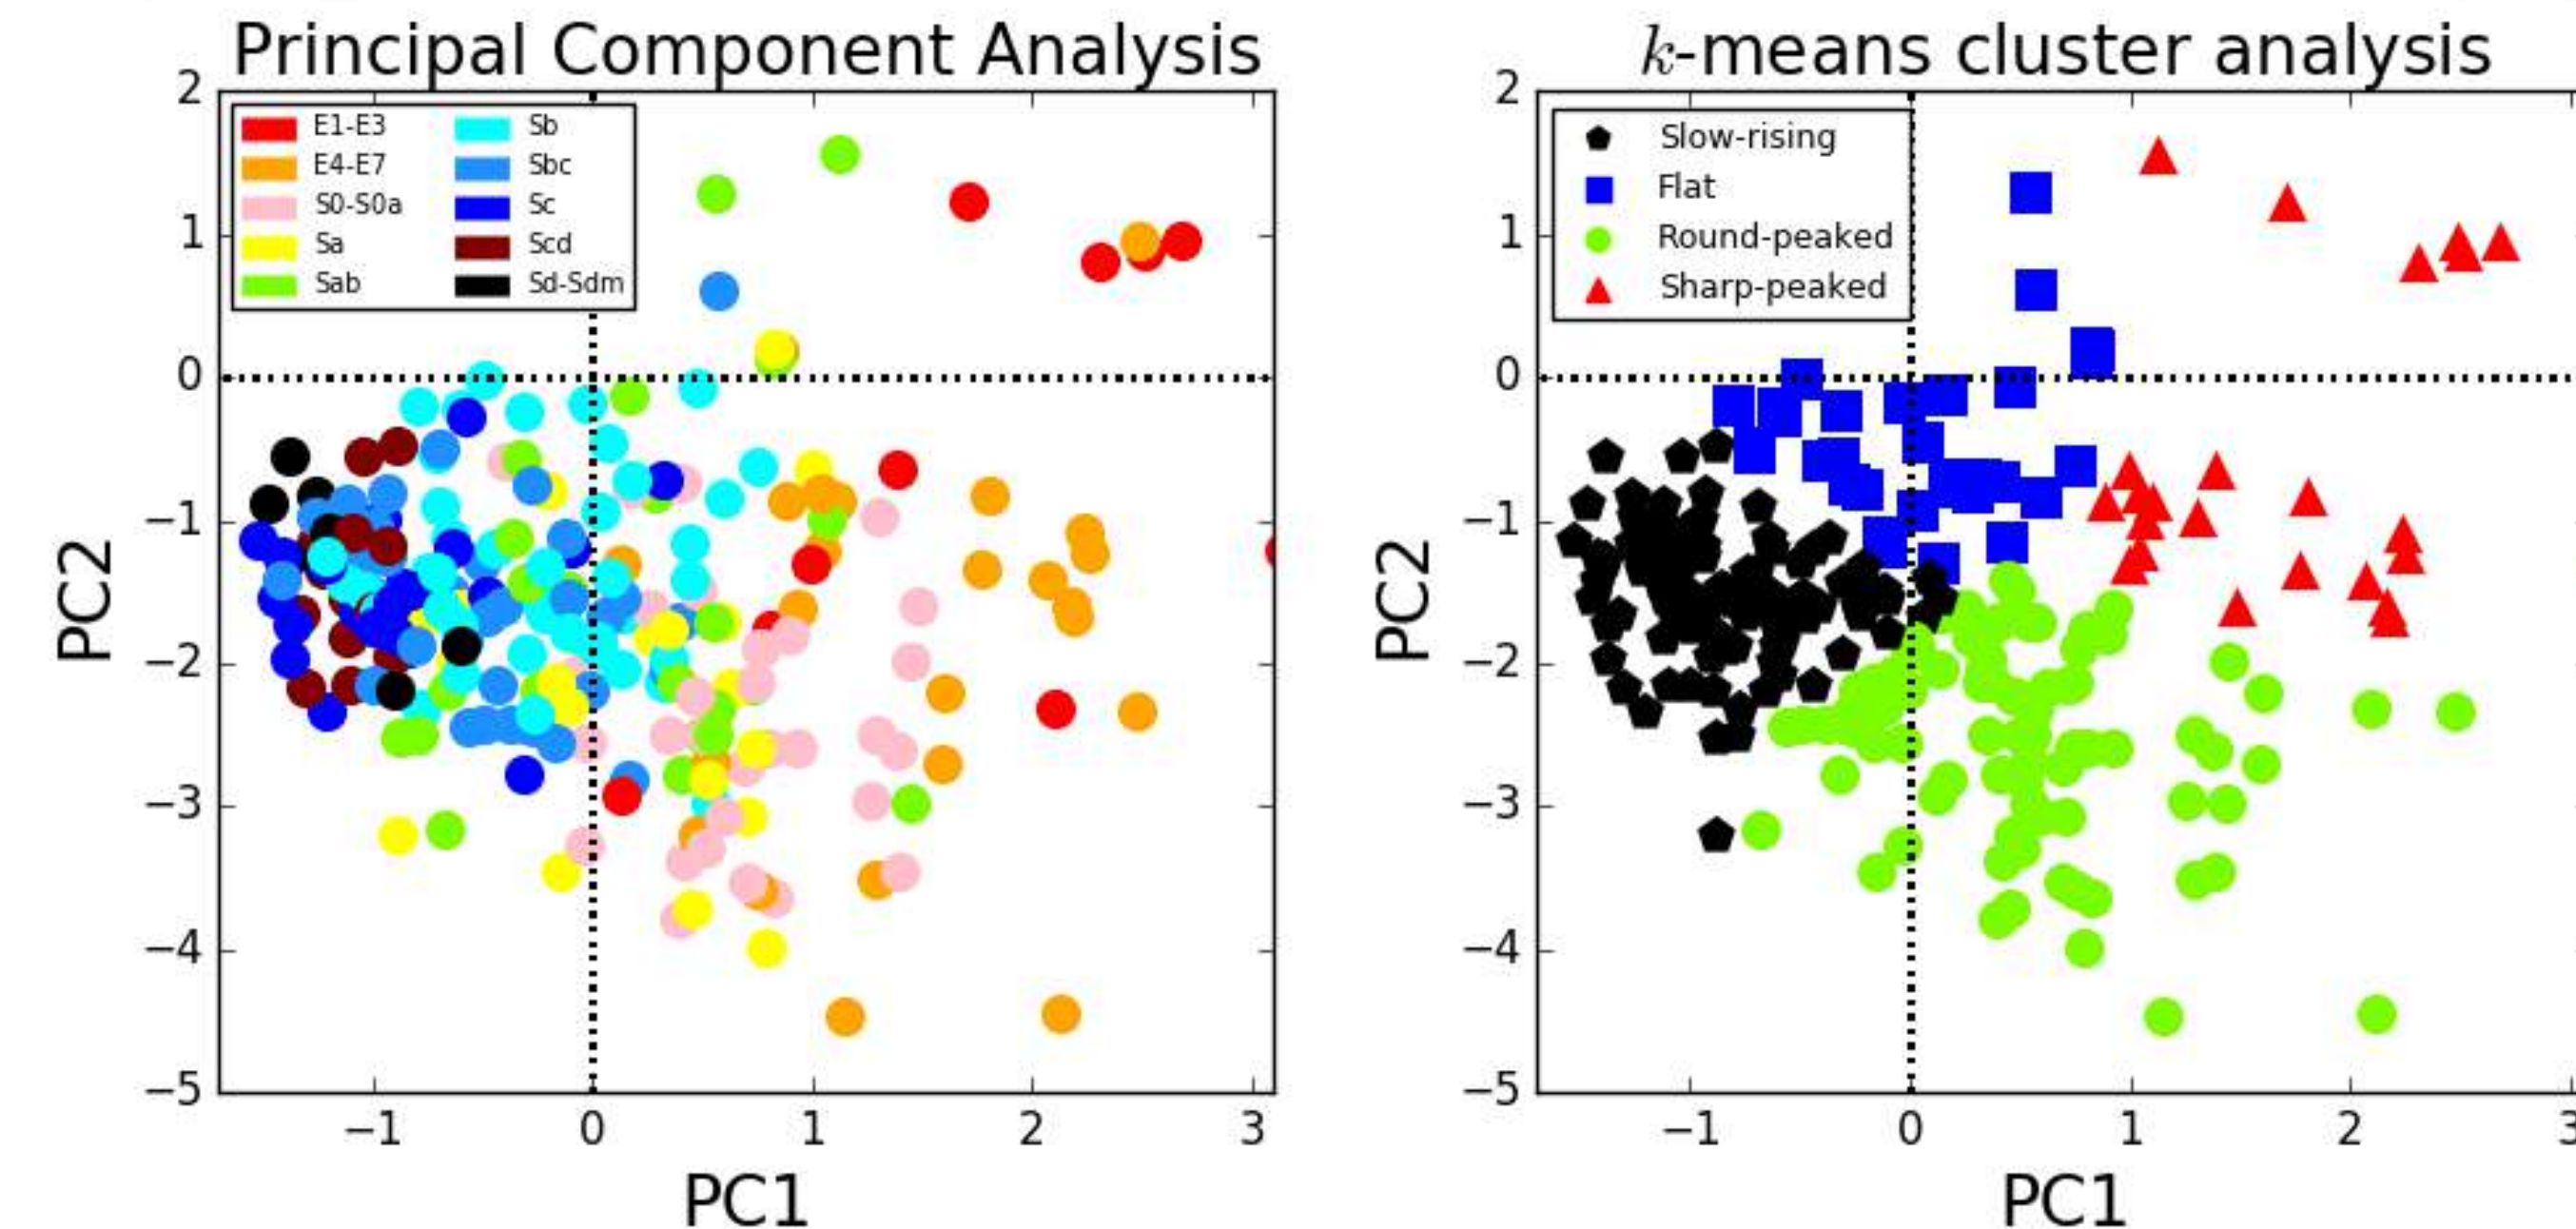 Principal Component Analysis
2
1
0
−1
−2
−3
−4
−5
PC2
E1-E3
E4-E7
S0-S0a
Sa
Sab
Sb
Sbc
Sc
Scd
Sd-Sdm
−1
0
1
2
3
PC1
k-means cluster analysis
2
1
0
−1
−2
−3
−4
−5
PC2
Slow-rising
Flat
Round-peaked
Sharp-peaked
−1
0
1
2
3
PC1